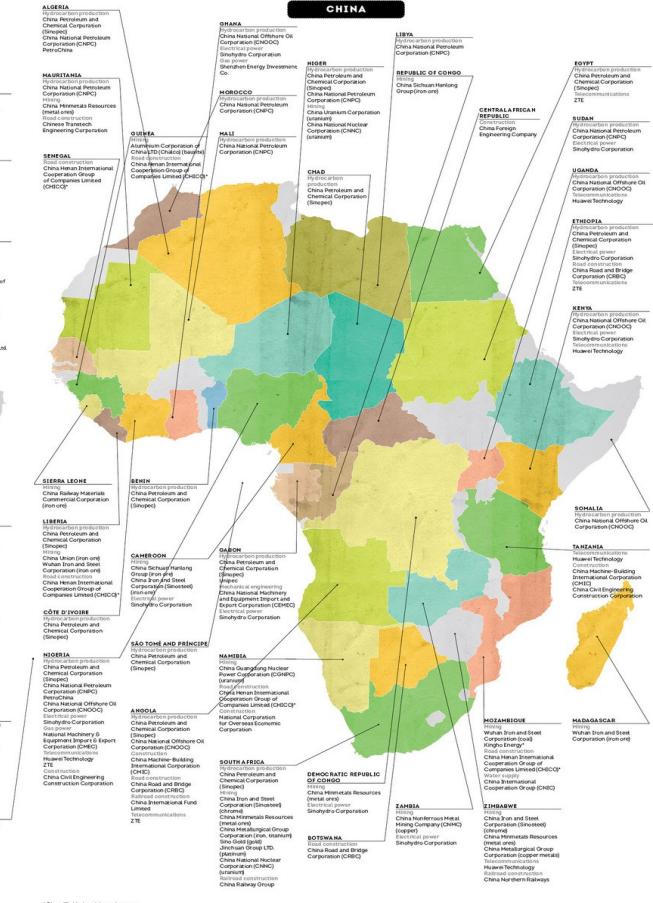 CHINA
ALGERIA
Hydrocarbon production
China Petroleum and
Chemical Corporation
(Sinopec)
China National Petroleum
Corporation (CNPC)
PetroChina
MAURITANIA
Hydrocarbon production
China National Petroleum
Corporation (CNPC)
Mining
China Minmetals Resources
(metal ores)
Road construction
Chinese Transtech
Engineering Corporation
SENEGAL
Road construction
China Henan International
Cooperation Group
of Companies Limited
(CHICO)*
GUINEA
Mining
Aluminium Corporation of
China LTD (Chalco) (bauxite)
Road construction
China Henan International
Cooperation Group of
Companies Limited (CHICO)*
GHANA
Hydrocarbon production
China National Offshore Oil
Corporation (CNOOC)
Electrical power
Sinohydro Corporation
Gas power
Shenzhen Energy Investment
Co.
MOROCCO
Hydrocarbon production
China National Petroleum
Corporation (CNPC)
MALI
Hydrocarbon production
China National Petroleum
Corporation (CNPC)
NIGER
Hydrocarbon production
China Petroleum and
Chemical Corporation
(Sinopec)
China National Petroleum
Corporation (CNPC)
Mining
China Uranium Corporation
(uranium)
China National Nuclear
Corporation (CNNC)
(uranium)
CHAD
Hydrocarbon
production
China Petroleum and
Chemical Corporation
(Sinopec)
LIBYA
Hydrocarbon production
China National Petroleum
Corporation (CNPC)
REPUBLIC OF CONGO
Mining
China Sichuan Hanlong
Group (iron ore)
CENTRAL AFRICAN
REPUBLIC
Construction
China Foreign
Engineering Company
EGYPT
Hydrocarbon production
China Petroleum and
Chemical Corporation
(Sinopec)
Telecommunications
ZTE
SUDAN
Hydrocarbon production
China National Petroleum
Corporation (CNPC)
Electrical power
Sinohydro Corporation
UGANDA
Hydrocarbon production
China National Offshore Oil
Corporation (CNOOC)
Telecommunications
Huawei Technology
ETHIOPIA
Hydrocarbon production
China Petroleum and
Chemical Corporation
(Sinopec)
Electrical power
Sinohydro Corporation
Road construction
China Road and Bridge
Corporation (CRBC)
Telecommunications
ZTE
KENYA
Hydrocarbon production
China National Offshore Oil
Corporation (CNOOC)
Electrical power
Sinohydro Corporation
Telecommunications
Huawei Technology
SIERRA LEONE
Mining
China Railway Materials
Commercial Corporation
(iron ore)
LIBERIA
Hydrocarbon production
China Petroleum and
Chemical Corporation
(Sinopec)
Mining
China Union (iron ore)
Wuhan Iron and Steel
Corporation (iron ore)
Road construction
China Henan International
Cooperation Group of
Companies Limited (CHICO)*
CÔTE D'IVOIRE
Hydrocarbon production
China Petroleum and
Chemical Corporation
(Sinopec)
NIGERIA
Hydrocarbon production
China Petroleum and
Chemical Corporation
(Sinopec)
China National Petroleum
Corporation (CNPC)
PetroChina
China National Offshore Oil
Corporation (CNOOC)
Electrical power
Sinohydro Corporation
Gas power
National Machinery &
Equipment Import & Export
Corporation (CMEC)
Telecommunications
Huawei Technology
ZTE
Construction
China Civil Engineering
Construction Corporation
BENIN
Hydrocarbon production
China Petroleum and
Chemical Corporation
(Sinopec)
CAMEROON
Mining
China Sichuan Hanlong
Group (iron ore)
China Iron and Steel
Corporation (Sinosteel)
(iron ore)
Electrical power
Sinohydro Corporation
SÃO TOMÉ AND PRÍNCIPE
Hydrocarbon production
China Petroleum and
Chemical Corporation
(Sinopec)
ANGOLA
Hydrocarbon production
China Petroleum and
Chemical Corporation
(Sinopec)
China National Offshore Oil
Corporation (CNOOC)
Construction
China Machine-Building
International Corporation
(CMIC)
Road construction
China Road and Bridge
Corporation (CRBC)
Railroad construction
China International Fund
Limited
Telecommunications
ZTE
GABON
Hydrocarbon production
China Petroleum and
Chemical Corporation
(Sinopec)
Unipec
Mechanical engineering
China National Machinery
and Equipment Import and
Export Corporation (CEMEC)
Electrical power
Sinohydro Corporation
NAMIBIA
Mining
China Guangdong Nuclear
Power Corporation (CGNPC)
(uranium)
Road construction
China Henan International
Cooperation Group of
Companies Limited (CHICO)*
Construction
National Corporation
for Overseas Economic
Corporation
SOUTH AFRICA
Hydrocarbon production
China Petroleum and
Chemical Corporation
(Sinopec)
Mining
China Iron and Steel
Corporation (Sinosteel)
(chrome)
China Minmetals Resources
(metal ores)
China Metallurgical Group
Corporation (iron, titanium)
Sino Gold (gold)
Jinchuan Group LTD.
(platinum)
China National Nuclear
Corporation (CNNC)
(uranium)
Railroad construction
China Railway Group
DEMOCRATIC REPUBLIC
OF CONGO
Mining
China Minmetals Resources
(metal ores)
Electrical power
Sinohydro Corporation
BOTSWANA
Road construction
China Road and Bridge
Corporation (CRBC)
ZAMBIA
Mining
China Nonferrous Metal
Mining Company (CNMC)
(copper)
Electrical power
Sinohydro Corporation
SOMALIA
Hydrocarbon production
China National Offshore Oil
Corporation (CNOOC)
TANZANIA
Telecommunications
Huawei Technology
Construction
China Machine-Building
International Corporation
(CMIC)
China Civil Engineering
Construction Corporation
MOZAMBIQUE
Mining
Wuhan Iron and Steel
Corporation (coal)
Kingho Energy*
Road construction
China Henan International
Cooperation Group of
Companies Limited (CHICO)*
Water supply
China International
Cooperation Group (CNIC)
MADAGASCAR
Mining
Wuhan Iron and Steel
Corporation (iron ore)
ZIMBABWE
Mining
China Iron and Steel
Corporation (Sinosteel)
(chrome)
China Minmetals Resources
(metal ores)
China Metallurgical Group
Corporation (copper metals)
Telecommunications
Huawei Technology
Railroad construction
China Northern Railways